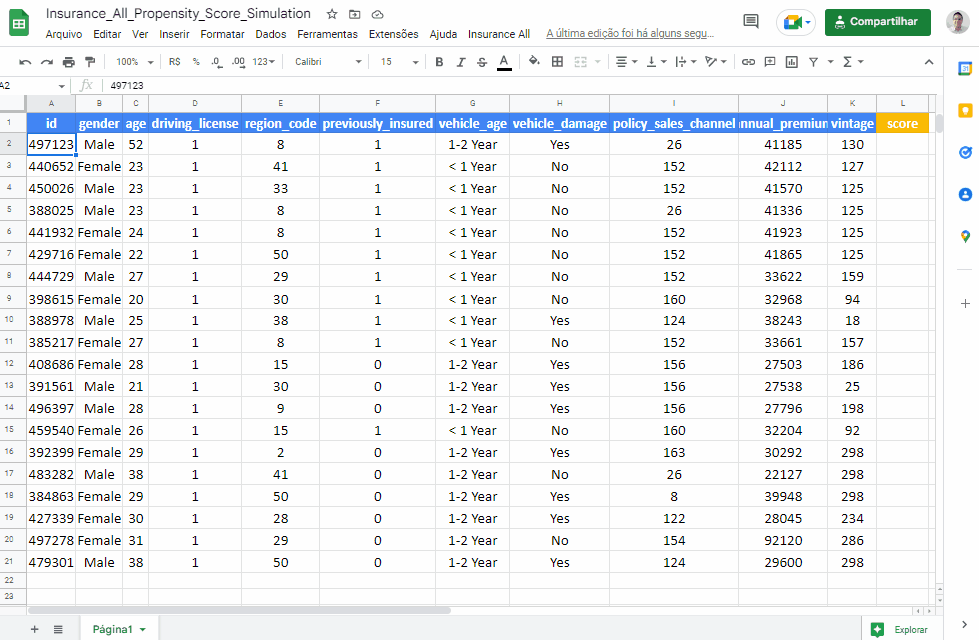 Insurance_All_Propensity_Score_Simulation
Arquivo Editar Ver Inserir Formatar Dados Ferramentas Extensões Ajuda Insurance All A última edição foi há alguns segu...
Compartilhar
100% R$ % .0 .00 123 Calibri 15 B I S A
A2 fx 497123
A B C D E F G H I J K L
1 id gender age driving_license region_code previously_insured vehicle_age vehicle_damage policy_sales_channel annual_premium vintage score
2 497123 Male 52 1 8 1 1-2 Year Yes 26 41185 130
3 440652 Female 23 1 41 1 < 1 Year No 152 42112 127
4 450026 Male 23 1 33 1 < 1 Year No 152 41570 125
5 388025 Male 23 1 8 1 < 1 Year No 26 41336 125
6 441932 Female 24 1 8 1 < 1 Year No 152 41923 125
7 429716 Female 22 1 50 1 < 1 Year No 152 41865 125
8 444729 Male 27 1 29 1 < 1 Year No 152 33622 159
9 398615 Female 20 1 30 1 < 1 Year No 160 32968 94
10 388978 Male 25 1 38 1 < 1 Year Yes 124 38243 18
11 385217 Female 27 1 8 1 < 1 Year No 152 33661 157
12 408686 Female 28 1 15 0 1-2 Year Yes 156 27503 186
13 391561 Male 21 1 30 0 1-2 Year Yes 156 27538 25
14 496397 Male 28 1 9 0 1-2 Year Yes 156 27796 198
15 459540 Female 26 1 15 1 < 1 Year No 160 32204 92
16 392399 Female 29 1 2 0 1-2 Year Yes 163 30292 298
17 483282 Male 38 1 41 0 1-2 Year No 26 22127 298
18 384863 Female 29 1 50 0 1-2 Year Yes 8 39948 298
19 427339 Female 30 1 28 0 1-2 Year Yes 122 28045 234
20 497278 Female 31 1 29 0 1-2 Year No 154 92120 286
21 479301 Male 38 1 50 0 1-2 Year Yes 124 29600 298
22
23
Página1 Explorar